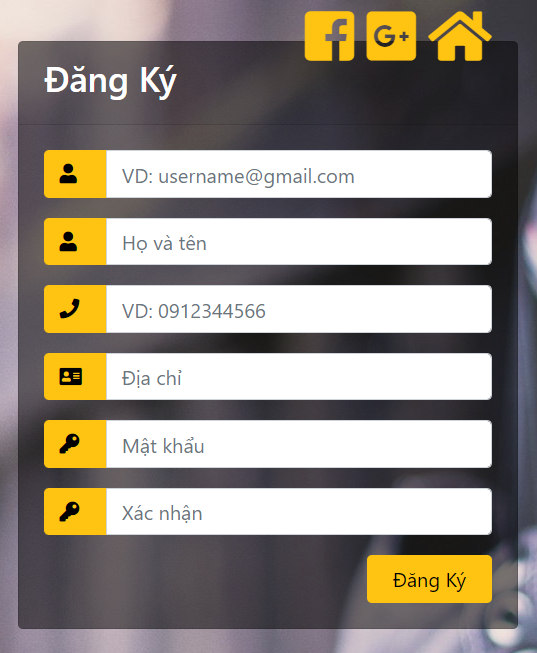 Đăng Ký
VD: username@gmail.com
Họ và tên
VD: 0912344566
Địa chỉ
Mật khẩu
Xác nhận
Đăng Ký